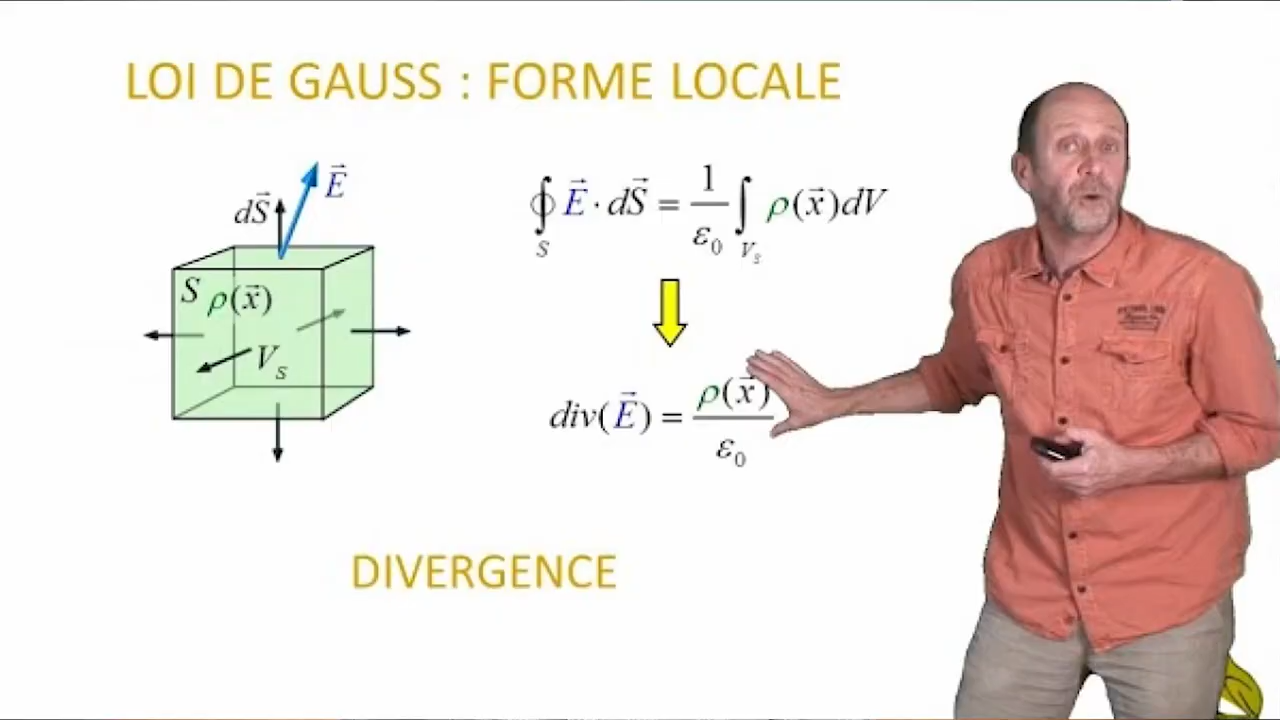 LOI DE GAUSS : FORME LOCALE
dS⃗ E⃗
S ρ(x⃗)
V_s
∮_S E⃗ · dS⃗ = 1/ε₀ ∫_{V_s} ρ(x⃗)dV
div(E⃗) = ρ(x⃗)/ε₀
DIVERGENCE